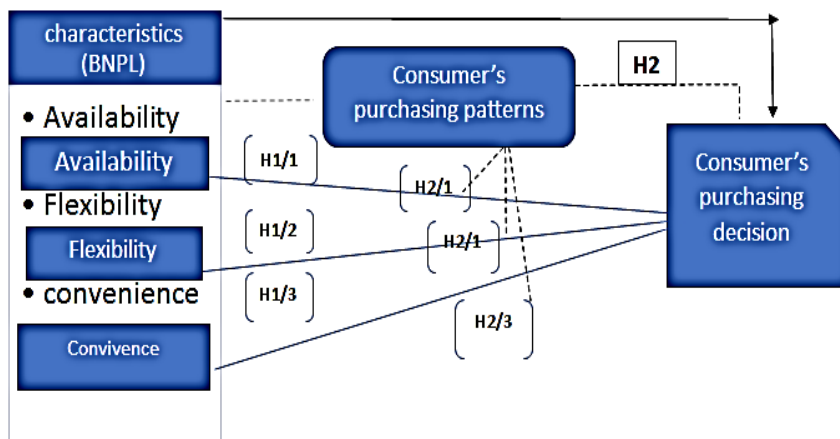 characteristics
(BNPL)
Consumer's
purchasing patterns
H2
• Availability
Availability
H1/1
H2/1
Consumer's
purchasing
decision
• Flexibility
Flexibility
H1/2
H2/1
• convenience
H1/3
H2/3
Convivence